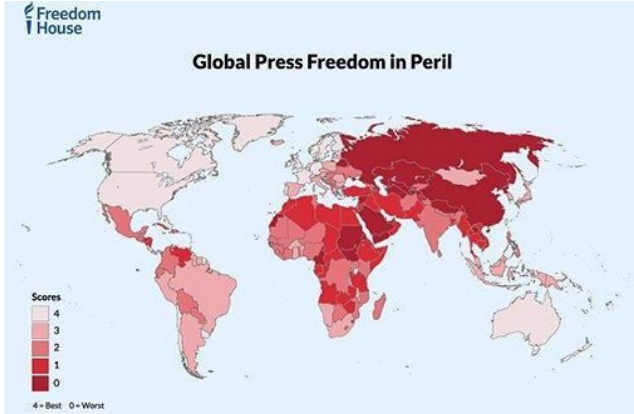 Freedom
House
Global Press Freedom in Peril
Scores
4
3
2
1
0
4 = Best 0 = Worst